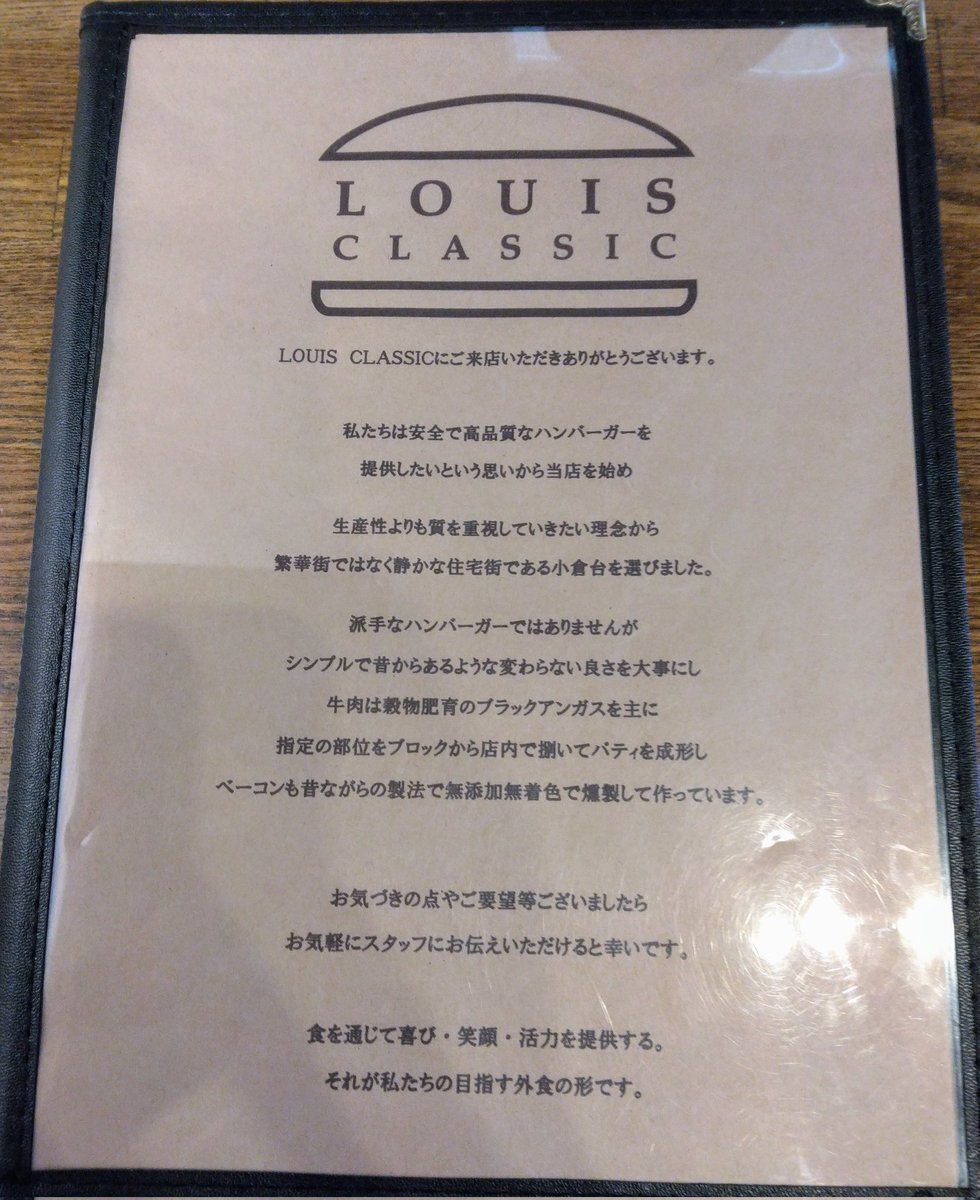 LOUIS
CLASSIC
LOUIS CLASSICにご来店いただきありがとうございます。
私たちは安全で高品質なハンバーガーを
提供したいという思いから当店を始め
生産性よりも質を重視していきたい理念から
繁華街ではなく静かな住宅街である小倉台を選びました。
派手なハンバーガーではありませんが
シンプルで昔からあるような変わらない良さを大事にし
牛肉は穀物肥育のブラックアンガスを主に
指定の部位をブロックから店内で捌いてパティを成形し
ベーコンも昔ながらの製法で無添加無着色で燻製して作っています。
お気づきの点やご要望等ございましたら
お気軽にスタッフにお伝えいただけると幸いです。
食を通じて喜び・笑顔・活力を提供する。
それが私たちの目指す外食の形です。